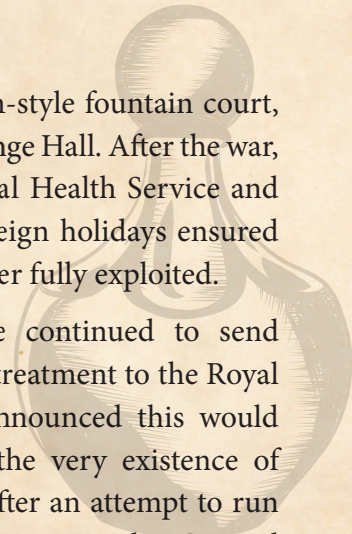 -style fountain court,
nge Hall. After the war,
al Health Service and
eign holidays ensured
er fully exploited.
continued to send
treatment to the Royal
nnounced this would
the very existence of
fter an attempt to run